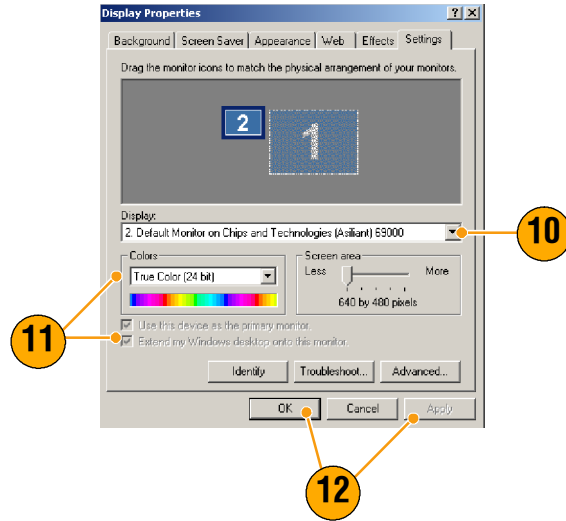 Display Properties
Background Screen Saver Appearance Web Effects Settings
Drag the monitor icons to match the physical arrangement of your monitors.
2
1
Display:
2. Default Monitor on Chips and Technologies (Asiliant) 69000
10
Colors
True Color (24 bit)
Screen area
Less More
640 by 480 pixels
11
Use this device as the primary monitor.
Extend my Windows desktop onto this monitor.
Identify Troubleshoot... Advanced...
OK Cancel Apply
12